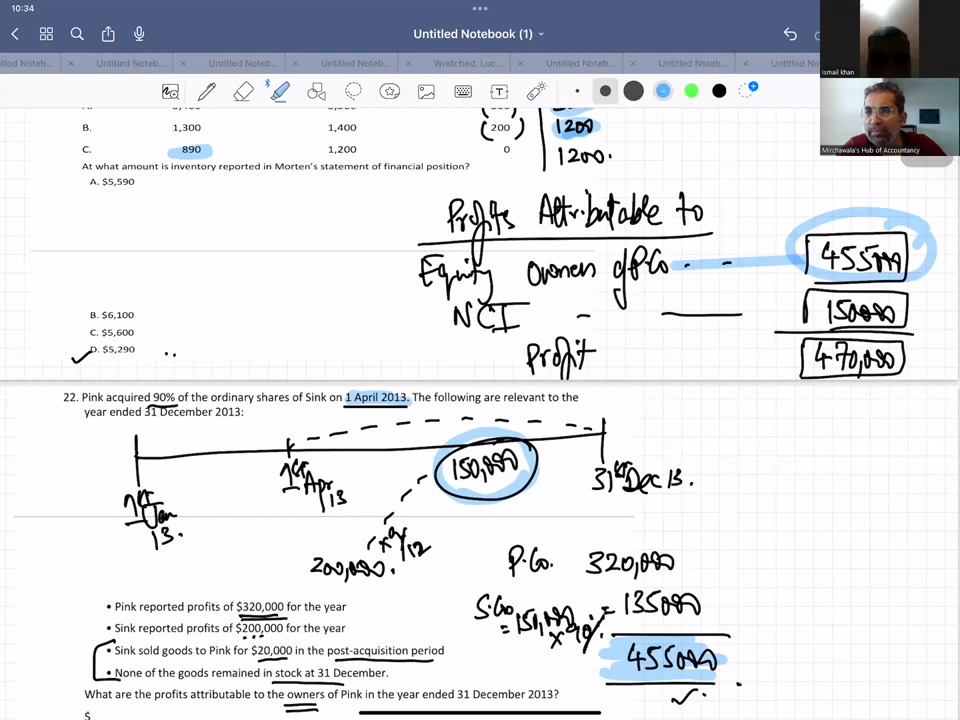 10:34
Untitled Notebook (1)
Untitled Noteb...
Untitled Noteb...
Untitled Noteb...
Wretched, Luc...
Untitled Noteb...
Untitled Noteb...
Ismail khan
Mirchawala's Hub of Accountancy
B. 1,300 1,400 (200) 1200
C. 890 1,200 0 1200.
At what amount is inventory reported in Morten's statement of financial position?
A. $5,590
Profits Attributable to
Equity Owners of P.Co - - 455000
NCI - 150000
Profit 470,000
B. $6,100
C. $5,600
D. $5,290
22. Pink acquired 90% of the ordinary shares of Sink on 1 April 2013. The following are relevant to the
year ended 31 December 2013:
1st Jan 13.
1st Apr 13
150,000
31st Dec 13.
x 9/12
200,000.
P.Co. 320,000
S.Co = 150,000 x 90% = 135000
455000
• Pink reported profits of $320,000 for the year
• Sink reported profits of $200,000 for the year
• Sink sold goods to Pink for $20,000 in the post-acquisition period
• None of the goods remained in stock at 31 December.
What are the profits attributable to the owners of Pink in the year ended 31 December 2013?
$